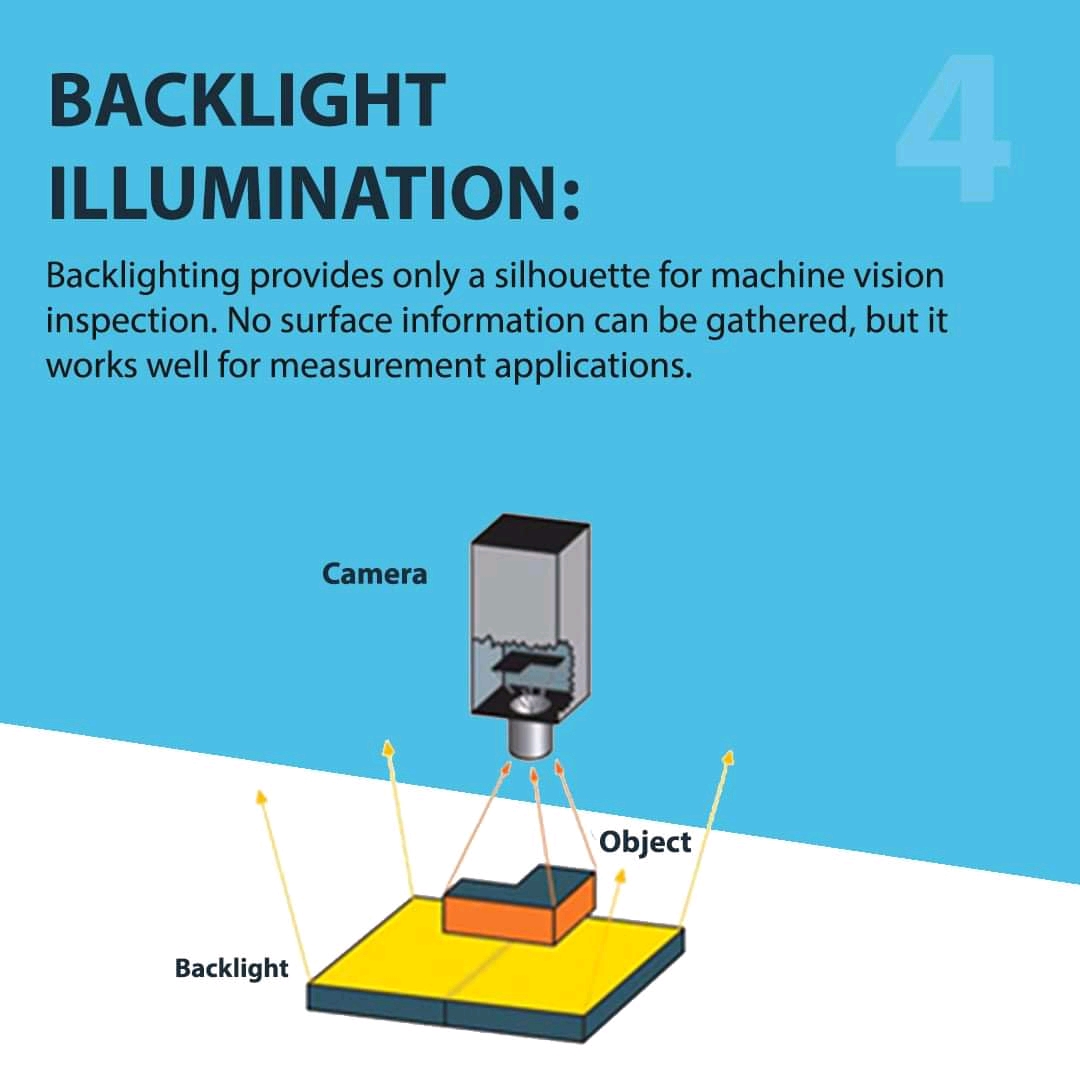 BACKLIGHT
4
ILLUMINATION:
Backlighting provides only a silhouette for machine vision
inspection. No surface information can be gathered, but it
works well for measurement applications.
Camera
Object
Backlight